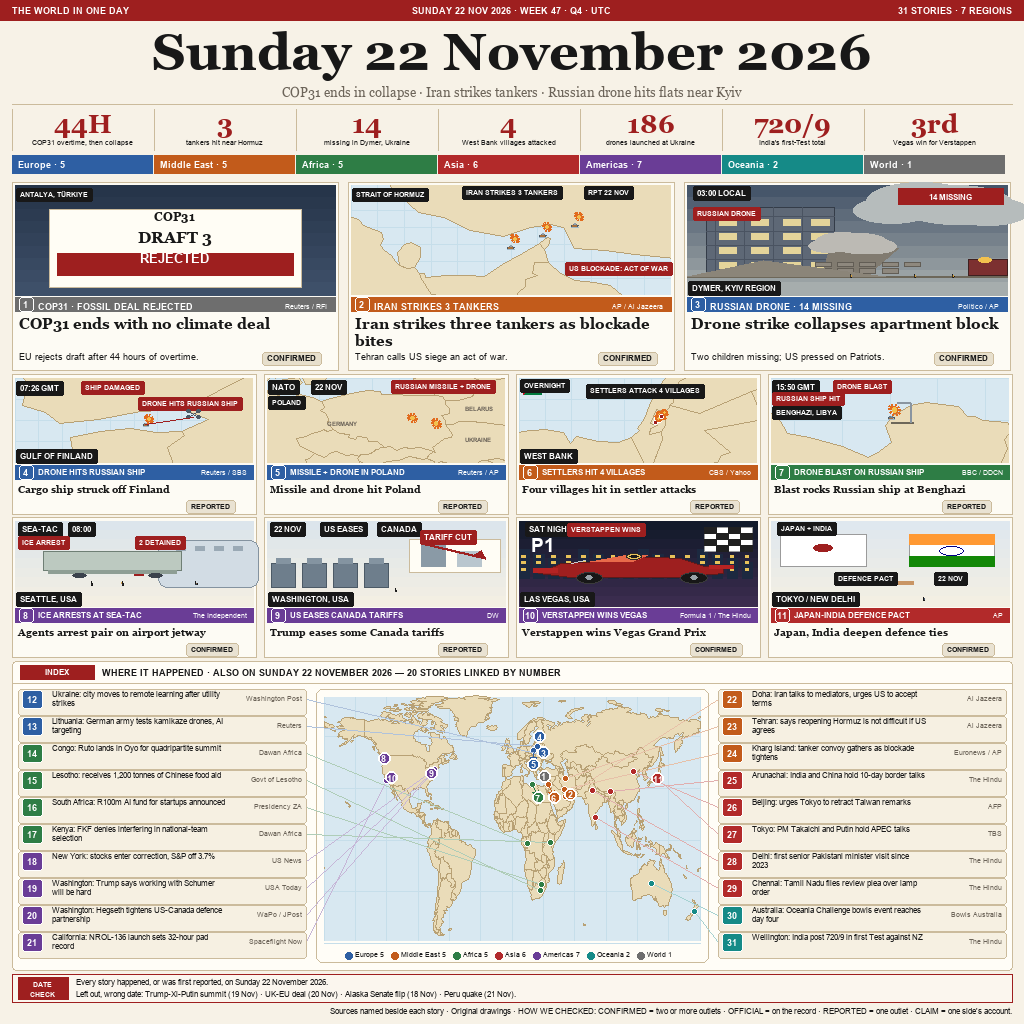 THE WORLD IN ONE DAY
SUNDAY 22 NOV 2026 · WEEK 47 · Q4 · UTC
31 STORIES · 7 REGIONS
Sunday 22 November 2026
COP31 ends in collapse · Iran strikes tankers · Russian drone hits flats near Kyiv
44H
COP31 overtime, then collapse
3
tankers hit near Hormuz
14
missing in Dymer, Ukraine
4
West Bank villages attacked
186
drones launched at Ukraine
720/9
India's first-Test total
3rd
Vegas win for Verstappen
Europe · 5
Middle East · 5
Africa · 5
Asia · 6
Americas · 7
Oceania · 2
World · 1
ANTALYA, TÜRKIYE
COP31
DRAFT 3
REJECTED
1 COP31 · FOSSIL DEAL REJECTED
Reuters / RFI
COP31 ends with no climate deal
EU rejects draft after 44 hours of overtime.
CONFIRMED
STRAIT OF HORMUZ
IRAN STRIKES 3 TANKERS
RPT 22 NOV
US BLOCKADE: ACT OF WAR
2 IRAN STRIKES 3 TANKERS
AP / Al Jazeera
Iran strikes three tankers as blockade
bites
Tehran calls US siege an act of war.
CONFIRMED
03:00 LOCAL
14 MISSING
RUSSIAN DRONE
DYMER, KYIV REGION
3 RUSSIAN DRONE · 14 MISSING
Politico / AP
Drone strike collapses apartment block
Two children missing; US pressed on Patriots.
CONFIRMED
07:26 GMT
SHIP DAMAGED
DRONE HITS RUSSIAN SHIP
GULF OF FINLAND
4 DRONE HITS RUSSIAN SHIP
Reuters / SBS
Cargo ship struck off Finland
REPORTED
NATO
22 NOV
RUSSIAN MISSILE + DRONE
POLAND
BELARUS
GERMANY
UKRAINE
5 MISSILE + DRONE IN POLAND
Reuters / AP
Missile and drone hit Poland
REPORTED
OVERNIGHT
SETTLERS ATTACK 4 VILLAGES
WEST BANK
6 SETTLERS HIT 4 VILLAGES
CBS / Yahoo
Four villages hit in settler attacks
REPORTED
15:50 GMT
DRONE BLAST
RUSSIAN SHIP HIT
BENGHAZI, LIBYA
7 DRONE BLAST ON RUSSIAN SHIP
BBC / DDCN
Blast rocks Russian ship at Benghazi
REPORTED
SEA-TAC
08:00
ICE ARREST
2 DETAINED
SEATTLE, USA
8 ICE ARRESTS AT SEA-TAC
The Independent
Agents arrest pair on airport jetway
CONFIRMED
22 NOV
US EASES
CANADA
TARIFF CUT
WASHINGTON, USA
9 US EASES CANADA TARIFFS
DW
Trump eases some Canada tariffs
REPORTED
SAT NIGH
VERSTAPPEN WINS
P1
LAS VEGAS, USA
10 VERSTAPPEN WINS VEGAS
Formula 1 / The Hindu
Verstappen wins Vegas Grand Prix
CONFIRMED
JAPAN + INDIA
DEFENCE PACT
22 NOV
TOKYO / NEW DELHI
11 JAPAN-INDIA DEFENCE PACT
AP
Japan, India deepen defence ties
CONFIRMED
INDEX
WHERE IT HAPPENED · ALSO ON SUNDAY 22 NOVEMBER 2026 — 20 STORIES LINKED BY NUMBER
12 Ukraine: city moves to remote learning after utility
strikes
Washington Post
13 Lithuania: German army tests kamikaze drones, AI
targeting
Reuters
14 Congo: Ruto lands in Oyo for quadripartite summit
Dawan Africa
15 Lesotho: receives 1,200 tonnes of Chinese food aid
Govt of Lesotho
16 South Africa: R100m AI fund for startups announced
Presidency ZA
17 Kenya: FKF denies interfering in national-team
selection
Dawan Africa
18 New York: stocks enter correction, S&P off 3.7%
US News
19 Washington: Trump says working with Schumer
will be hard
USA Today
20 Washington: Hegseth tightens US-Canada defence
partnership
WaPo / JPost
21 California: NROL-136 launch sets 32-hour pad
record
Spaceflight Now
4
3
5
1
8
10
9
7
6
2
11
Europe 5
Middle East 5
Africa 5
Asia 6
Americas 7
Oceania 2
World 1
22 Doha: Iran talks to mediators, urges US to accept
terms
Al Jazeera
23 Tehran: says reopening Hormuz is not difficult if US
agrees
Al Jazeera
24 Kharg Island: tanker convoy gathers as blockade
tightens
Euronews / AP
25 Arunachal: India and China hold 10-day border talks
The Hindu
26 Beijing: urges Tokyo to retract Taiwan remarks
AFP
27 Tokyo: PM Takaichi and Putin hold APEC talks
TBS
28 Delhi: first senior Pakistani minister visit since
2023
The Hindu
29 Chennai: Tamil Nadu files review plea over lamp
order
The Hindu
30 Australia: Oceania Challenge bowls event reaches
day four
Bowls Australia
31 Wellington: India post 720/9 in first Test against NZ
The Hindu
DATE
CHECK
Every story happened, or was first reported, on Sunday 22 November 2026.
Left out, wrong date: Trump-Xi-Putin summit (19 Nov) · UK-EU deal (20 Nov) · Alaska Senate flip (18 Nov) · Peru quake (21 Nov).
Sources named beside each story · Original drawings · HOW WE CHECKED: CONFIRMED = two or more outlets · OFFICIAL = on the record · REPORTED = one outlet · CLAIM = one side's account.